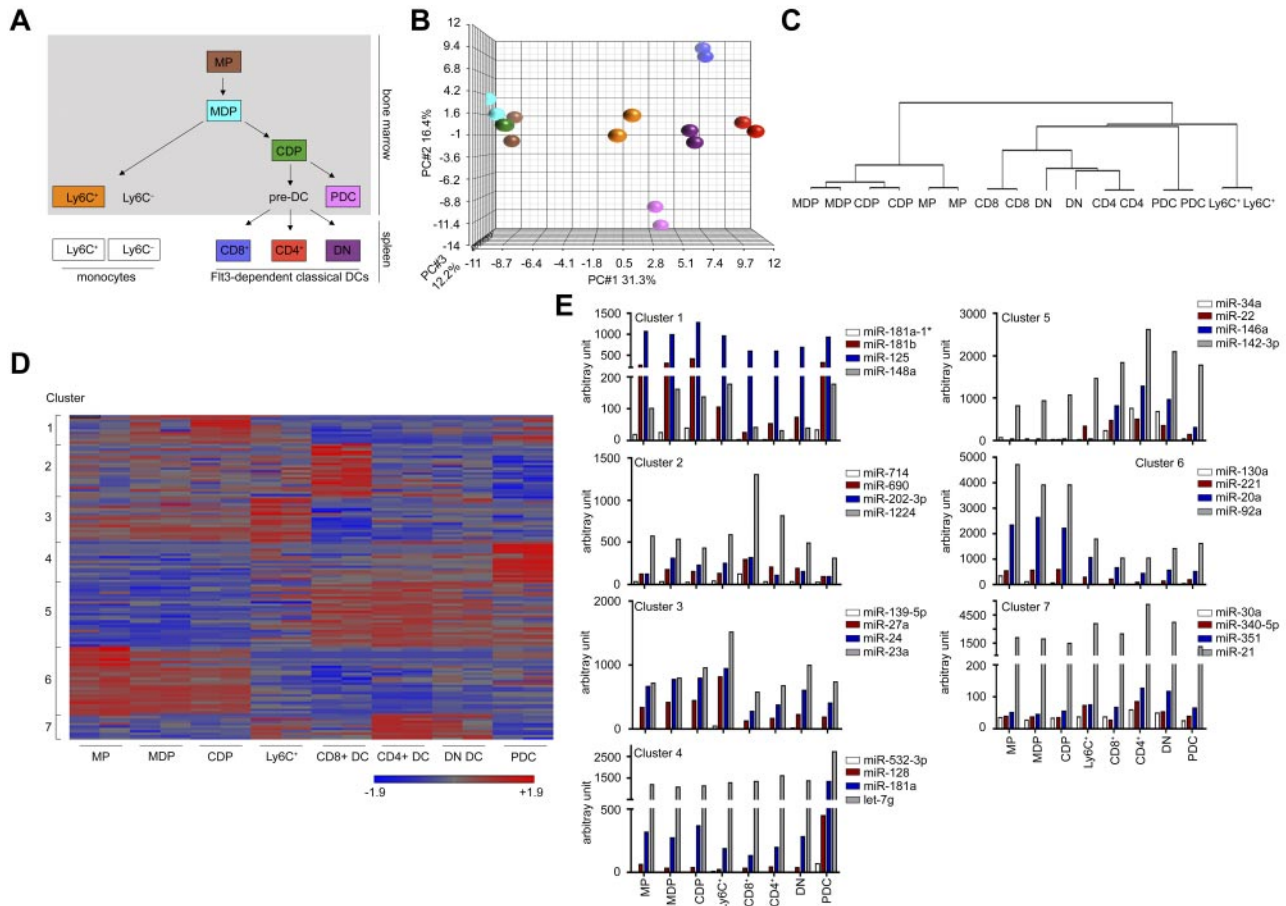 A
MP
MDP
CDP
Ly6C⁺ Ly6C⁻ pre-DC PDC
Ly6C⁺ Ly6C⁻ CD8⁺ CD4⁺ DN
monocytes Flt3-dependent classical DCs
bone marrow
spleen
B
12
9.4
6.8
4.2
1.6
-1
-3.6
-6.2
-8.8
-11.4
-14
PC#2 16.4%
PC#3
12.2%
-11 -8.7 -6.4 -4.1 -1.8 0.5 2.8 5.1 7.4 9.7 12
PC#1 31.3%
C
MDP MDP CDP CDP MP MP CD8 CD8 DN DN CD4 CD4 PDC PDC Ly6C⁺ Ly6C⁺
D
Cluster
1
2
3
4
5
6
7
MP MDP CDP Ly6C⁺ CD8+ DC CD4+ DC DN DC PDC
-1.9 +1.9
E
Cluster 1
arbitray unit
1500
1000
500
200
100
0
miR-181a-1*
miR-181b
miR-125
miR-148a
Cluster 2
arbitray unit
1500
1000
500
0
miR-714
miR-690
miR-202-3p
miR-1224
Cluster 3
arbitray unit
2000
1000
0
miR-139-5p
miR-27a
miR-24
miR-23a
Cluster 4
arbitray unit
2500
1500
500
0
miR-532-3p
miR-128
miR-181a
let-7g
MP MDP CDP Ly6C⁺ CD8⁺ CD4⁺ DN PDC
Cluster 5
arbitray unit
3000
2000
1000
0
miR-34a
miR-22
miR-146a
miR-142-3p
Cluster 6
arbitray unit
5000
4000
3000
2000
1000
0
miR-130a
miR-221
miR-20a
miR-92a
Cluster 7
arbitray unit
4500
1500
200
100
0
miR-30a
miR-340-5p
miR-351
miR-21
MP MDP CDP Ly6C⁺ CD8⁺ CD4⁺ DN PDC